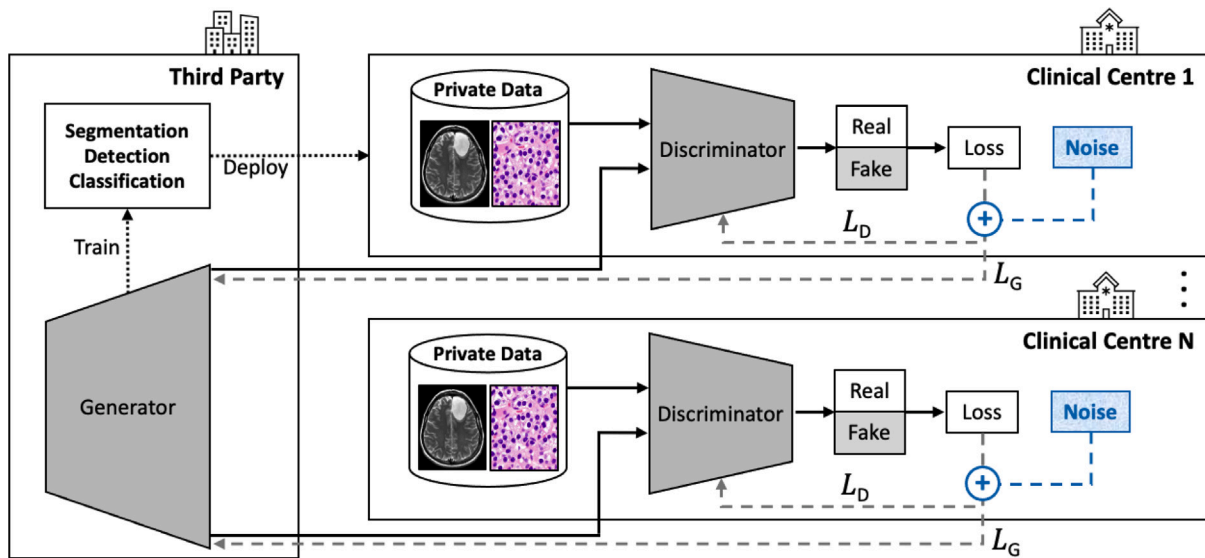 Third Party
Segmentation
Detection
Classification
Deploy
Train
Generator
Clinical Centre 1
Private Data
Discriminator
Real
Fake
Loss
Noise
+
L_D
L_G
Clinical Centre N
Private Data
Discriminator
Real
Fake
Loss
Noise
+
L_D
L_G